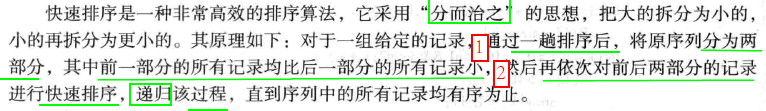 快速排序是一种非常高效的排序算法，它采用“分而治之”的思想，把大的拆分为小的，
小的再拆分为更小的。其原理如下：对于一组给定的记录，1通过一趟排序后，将原序列分为两
部分，其中前一部分的所有记录均比后一部分的所有记录小，2然后再依次对前后两部分的记录
进行快速排序，递归该过程，直到序列中的所有记录均有序为止。